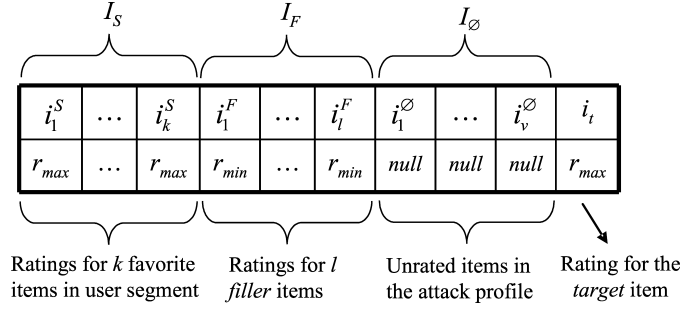 I_S I_F I_∅
i_1^S ... i_k^S i_1^F ... i_l^F i_1^∅ ... i_v^∅ i_t
r_max ... r_max r_min ... r_min null null null r_max
Ratings for k favorite
items in user segment
Ratings for l
filler items
Unrated items in
the attack profile
Rating for the
target item